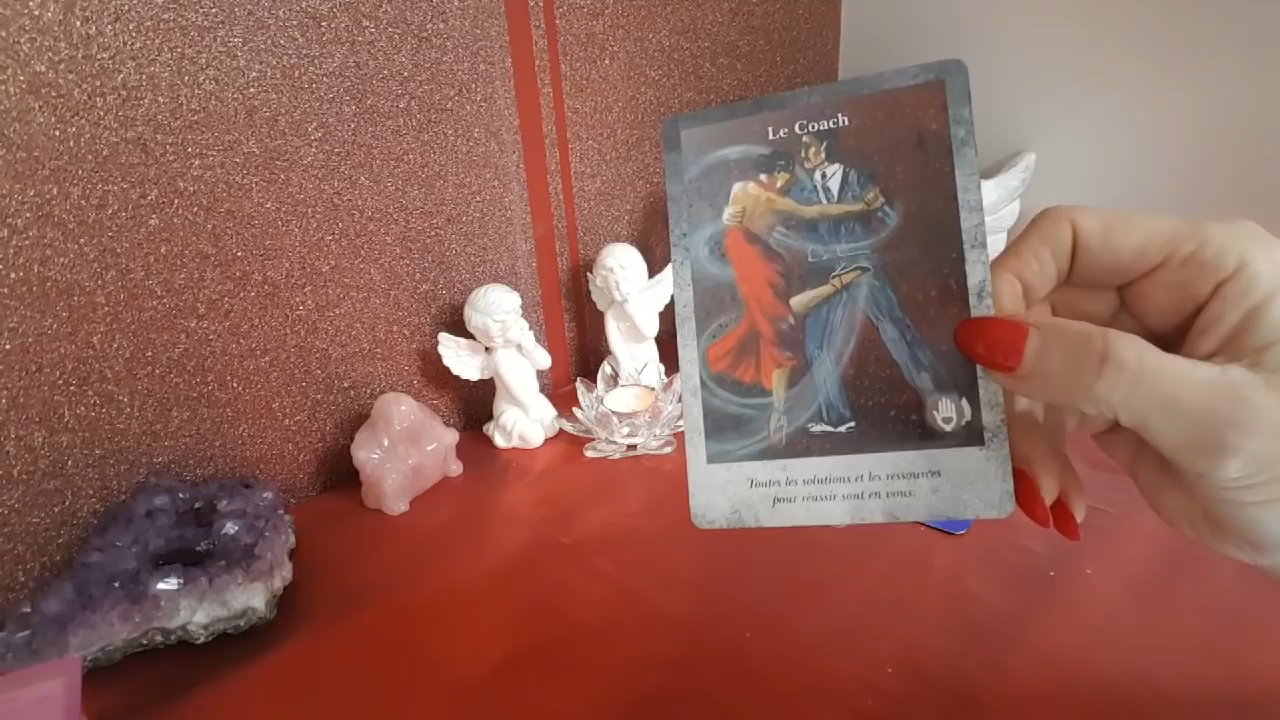 Le Coach
Toutes les solutions et les ressources
pour réussir sont en vous.